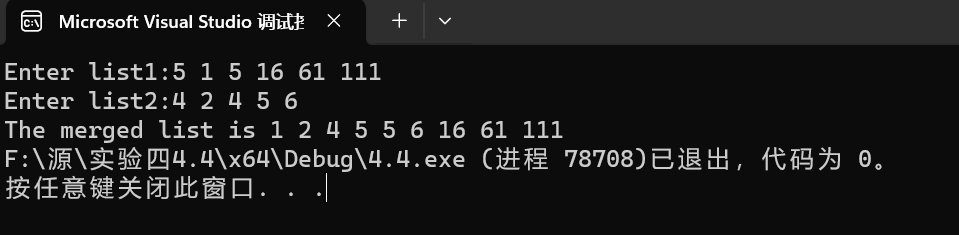 Microsoft Visual Studio 调试控
Enter list1:5 1 5 16 61 111
Enter list2:4 2 4 5 6
The merged list is 1 2 4 5 5 6 16 61 111
F:\源\实验四4.4\x64\Debug\4.4.exe (进程 78708)已退出，代码为 0。
按任意键关闭此窗口. . .